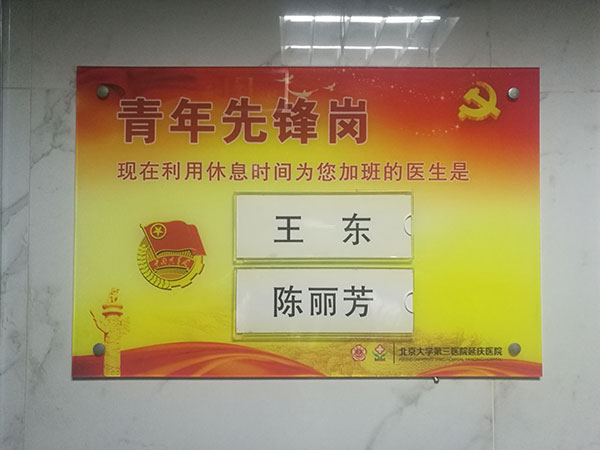 青年先锋岗
现在利用休息时间为您加班的医生是
王 东
陈丽芳
北京大学第三医院延庆医院